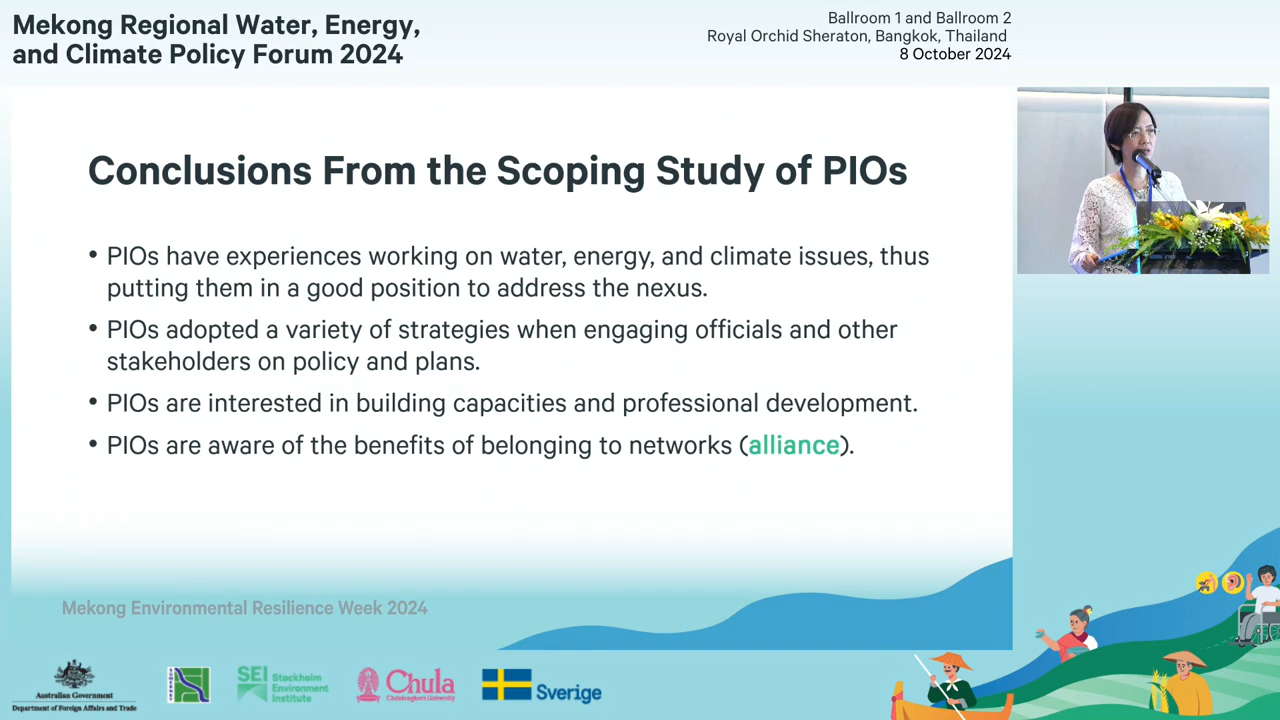 Mekong Regional Water, Energy,
and Climate Policy Forum 2024
Ballroom 1 and Ballroom 2
Royal Orchid Sheraton, Bangkok, Thailand
8 October 2024
Conclusions From the Scoping Study of PIOs
• PIOs have experiences working on water, energy, and climate issues, thus
putting them in a good position to address the nexus.
• PIOs adopted a variety of strategies when engaging officials and other
stakeholders on policy and plans.
• PIOs are interested in building capacities and professional development.
• PIOs are aware of the benefits of belonging to networks (alliance).
Mekong Environmental Resilience Week 2024
Australian Government
Department of Foreign Affairs and Trade
SEI Stockholm
Environment
Institute
Chula
Chulalongkorn University
Sverige